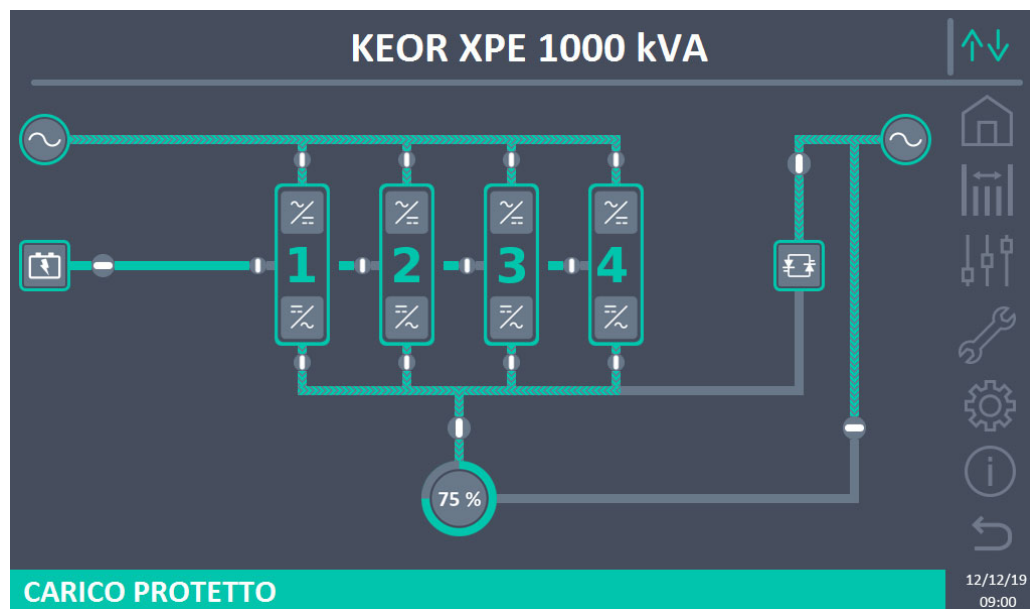 KEOR XPE 1000 kVA
1 2 3 4
75 %
CARICO PROTETTO
12/12/19
09:00